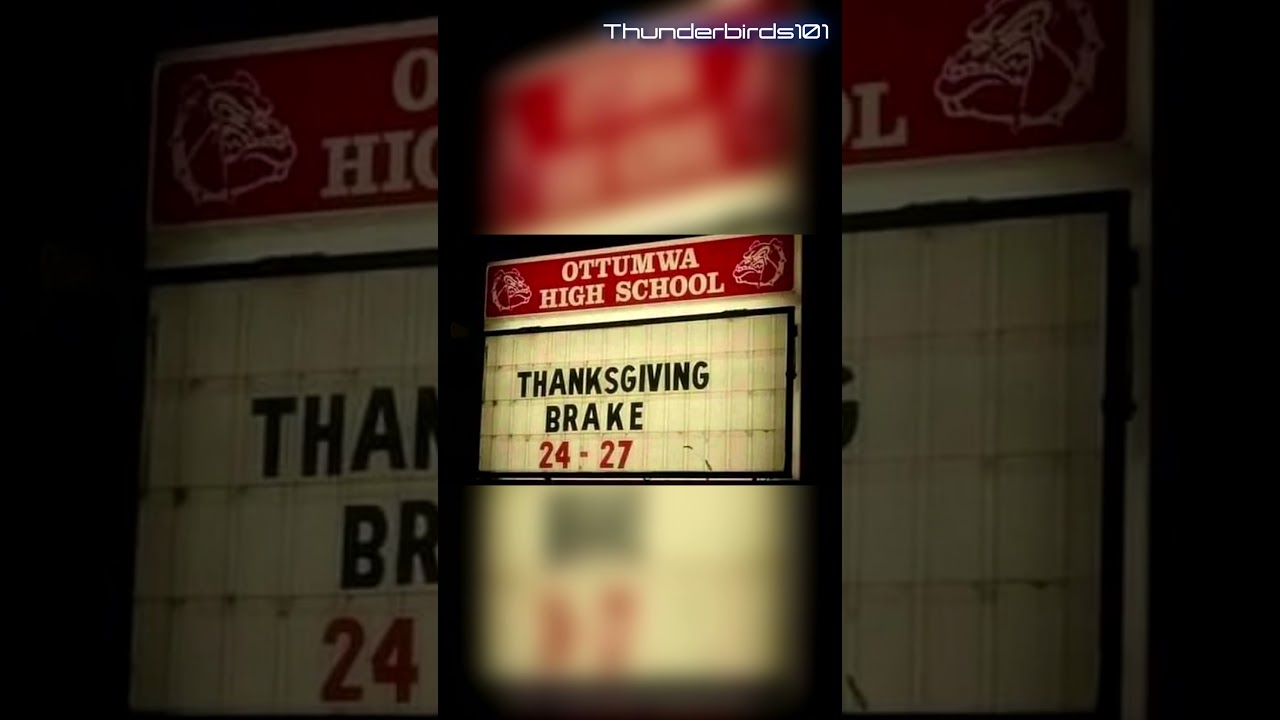 Thunderbirds101
OTTUMWA
HIGH SCHOOL
THANKSGIVING
BRAKE
24 - 27